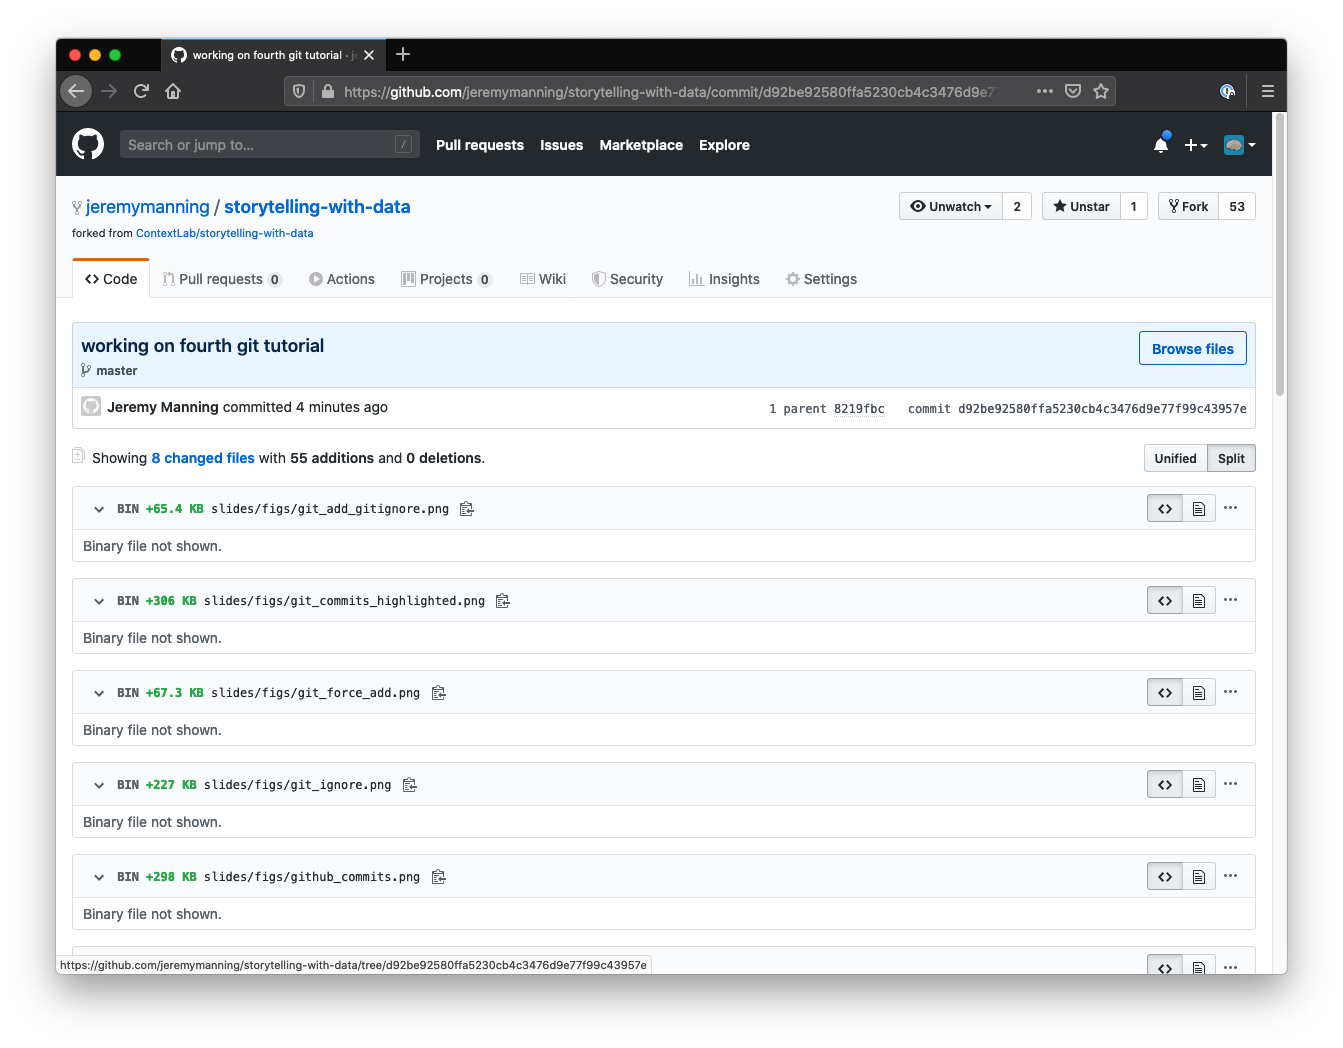 working on fourth git tutorial · j
https://github.com/jeremymanning/storytelling-with-data/commit/d92be92580ffa5230cb4c3476d9e77
Search or jump to... /
Pull requests Issues Marketplace Explore
jeremymanning / storytelling-with-data
Unwatch 2 Unstar 1 Fork 53
forked from ContextLab/storytelling-with-data
Code Pull requests 0 Actions Projects 0 Wiki Security Insights Settings
working on fourth git tutorial
Browse files
master
Jeremy Manning committed 4 minutes ago
1 parent 8219fbc commit d92be92580ffa5230cb4c3476d9e77f99c43957e
Showing 8 changed files with 55 additions and 0 deletions.
Unified Split
BIN +65.4 KB slides/figs/git_add_gitignore.png
Binary file not shown.
BIN +306 KB slides/figs/git_commits_highlighted.png
Binary file not shown.
BIN +67.3 KB slides/figs/git_force_add.png
Binary file not shown.
BIN +227 KB slides/figs/git_ignore.png
Binary file not shown.
BIN +298 KB slides/figs/github_commits.png
Binary file not shown.
https://github.com/jeremymanning/storytelling-with-data/tree/d92be92580ffa5230cb4c3476d9e77f99c43957e